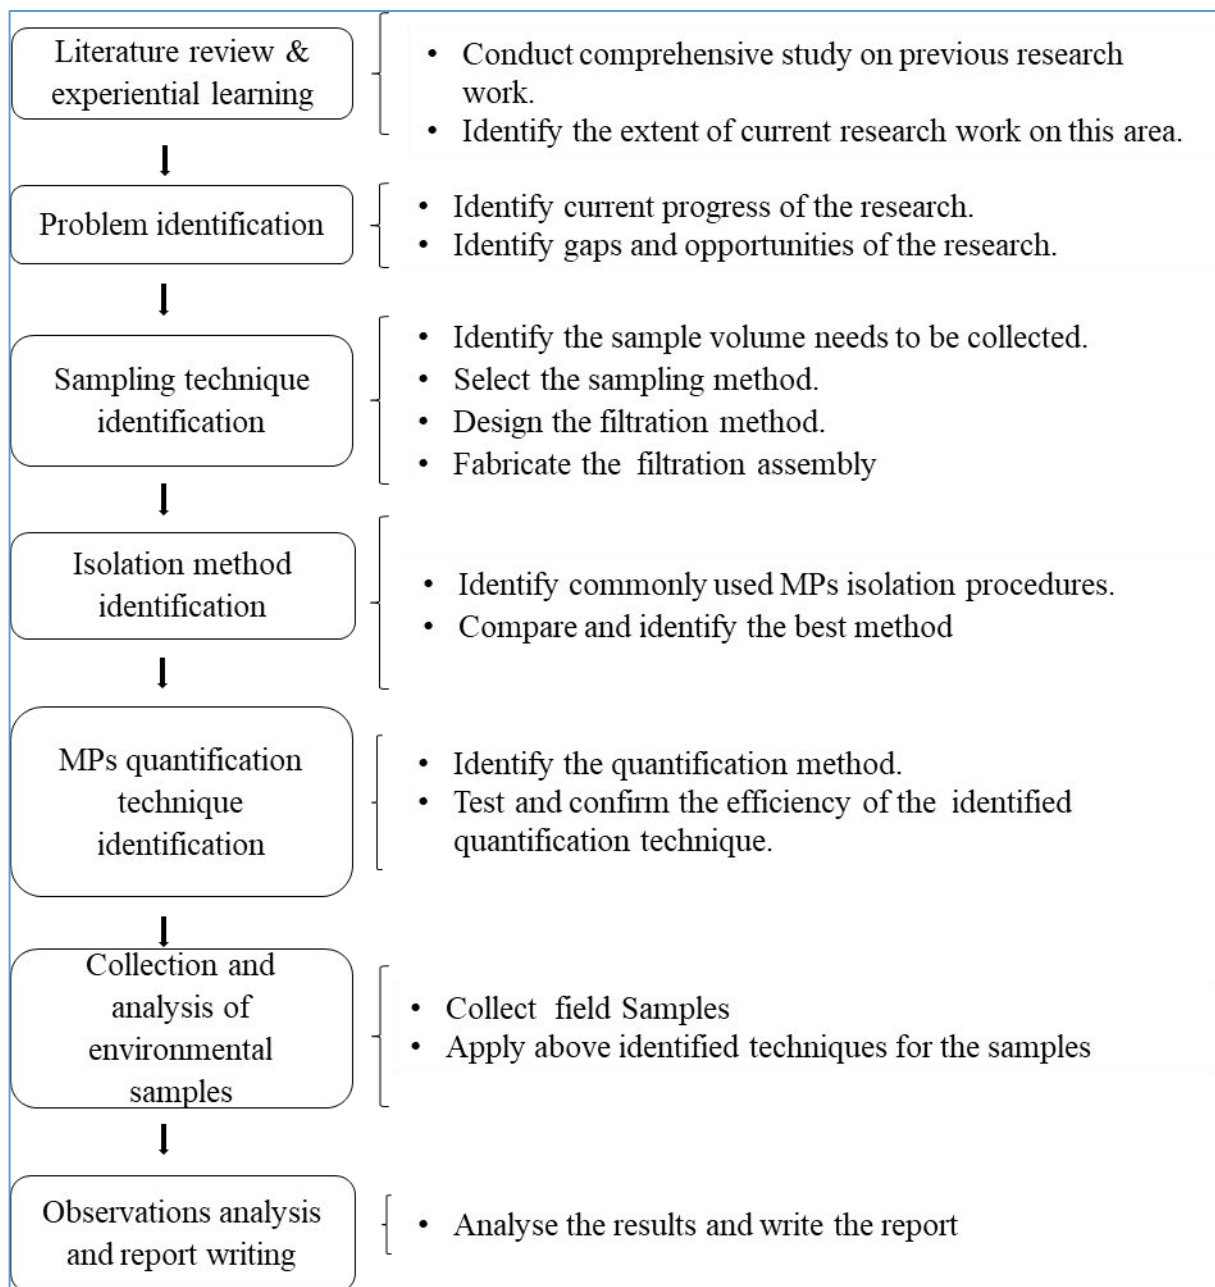 Literature review &
experiential learning
• Conduct comprehensive study on previous research
work.
• Identify the extent of current research work on this area.
Problem identification
• Identify current progress of the research.
• Identify gaps and opportunities of the research.
Sampling technique
identification
• Identify the sample volume needs to be collected.
• Select the sampling method.
• Design the filtration method.
• Fabricate the filtration assembly
Isolation method
identification
• Identify commonly used MPs isolation procedures.
• Compare and identify the best method
MPs quantification
technique
identification
• Identify the quantification method.
• Test and confirm the efficiency of the identified
quantification technique.
Collection and
analysis of
environmental
samples
• Collect field Samples
• Apply above identified techniques for the samples
Observations analysis
and report writing
• Analyse the results and write the report